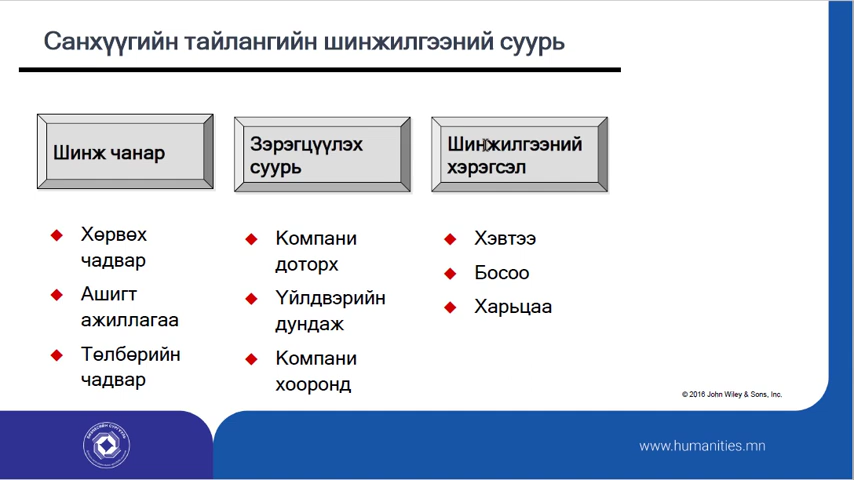 Санхүүгийн тайлангийн шинжилгээний суурь
Шинж чанар
Зэрэгцүүлэх
суурь
Шинжилгээний
хэрэгсэл
Хөрвөх
чадвар
Ашигт
ажиллагаа
Төлбөрийн
чадвар
Компани
доторх
Үйлдвэрийн
дундаж
Компани
хооронд
Хэвтээ
Босоо
Харьцаа
© 2016 John Wiley & Sons, Inc.
www.humanities.mn